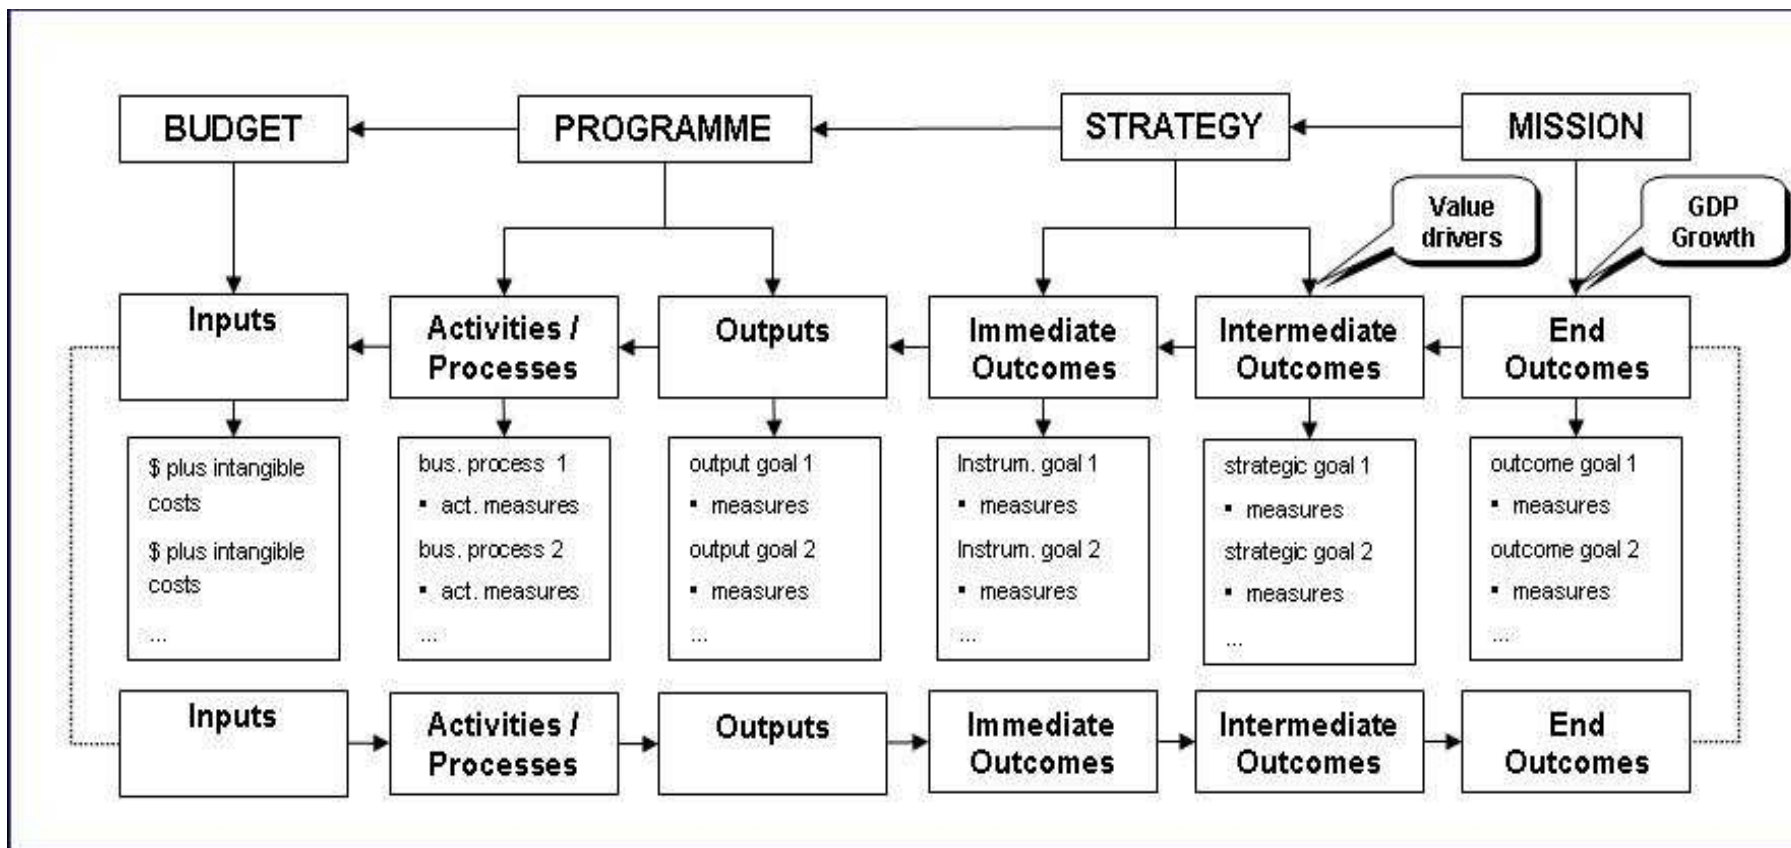 BUDGET
PROGRAMME
STRATEGY
MISSION
Value
drivers
GDP
Growth
Inputs
Activities /
Processes
Outputs
Immediate
Outcomes
Intermediate
Outcomes
End
Outcomes
$ plus intangible
costs
$ plus intangible
costs
...
bus. process 1
▪ act. measures
bus. process 2
▪ act. measures
...
output goal 1
▪ measures
output goal 2
▪ measures
...
Instrum. goal 1
▪ measures
Instrum. goal 2
▪ measures
...
strategic goal 1
▪ measures
strategic goal 2
▪ measures
...
outcome goal 1
▪ measures
outcome goal 2
▪ measures
...
Inputs
Activities /
Processes
Outputs
Immediate
Outcomes
Intermediate
Outcomes
End
Outcomes